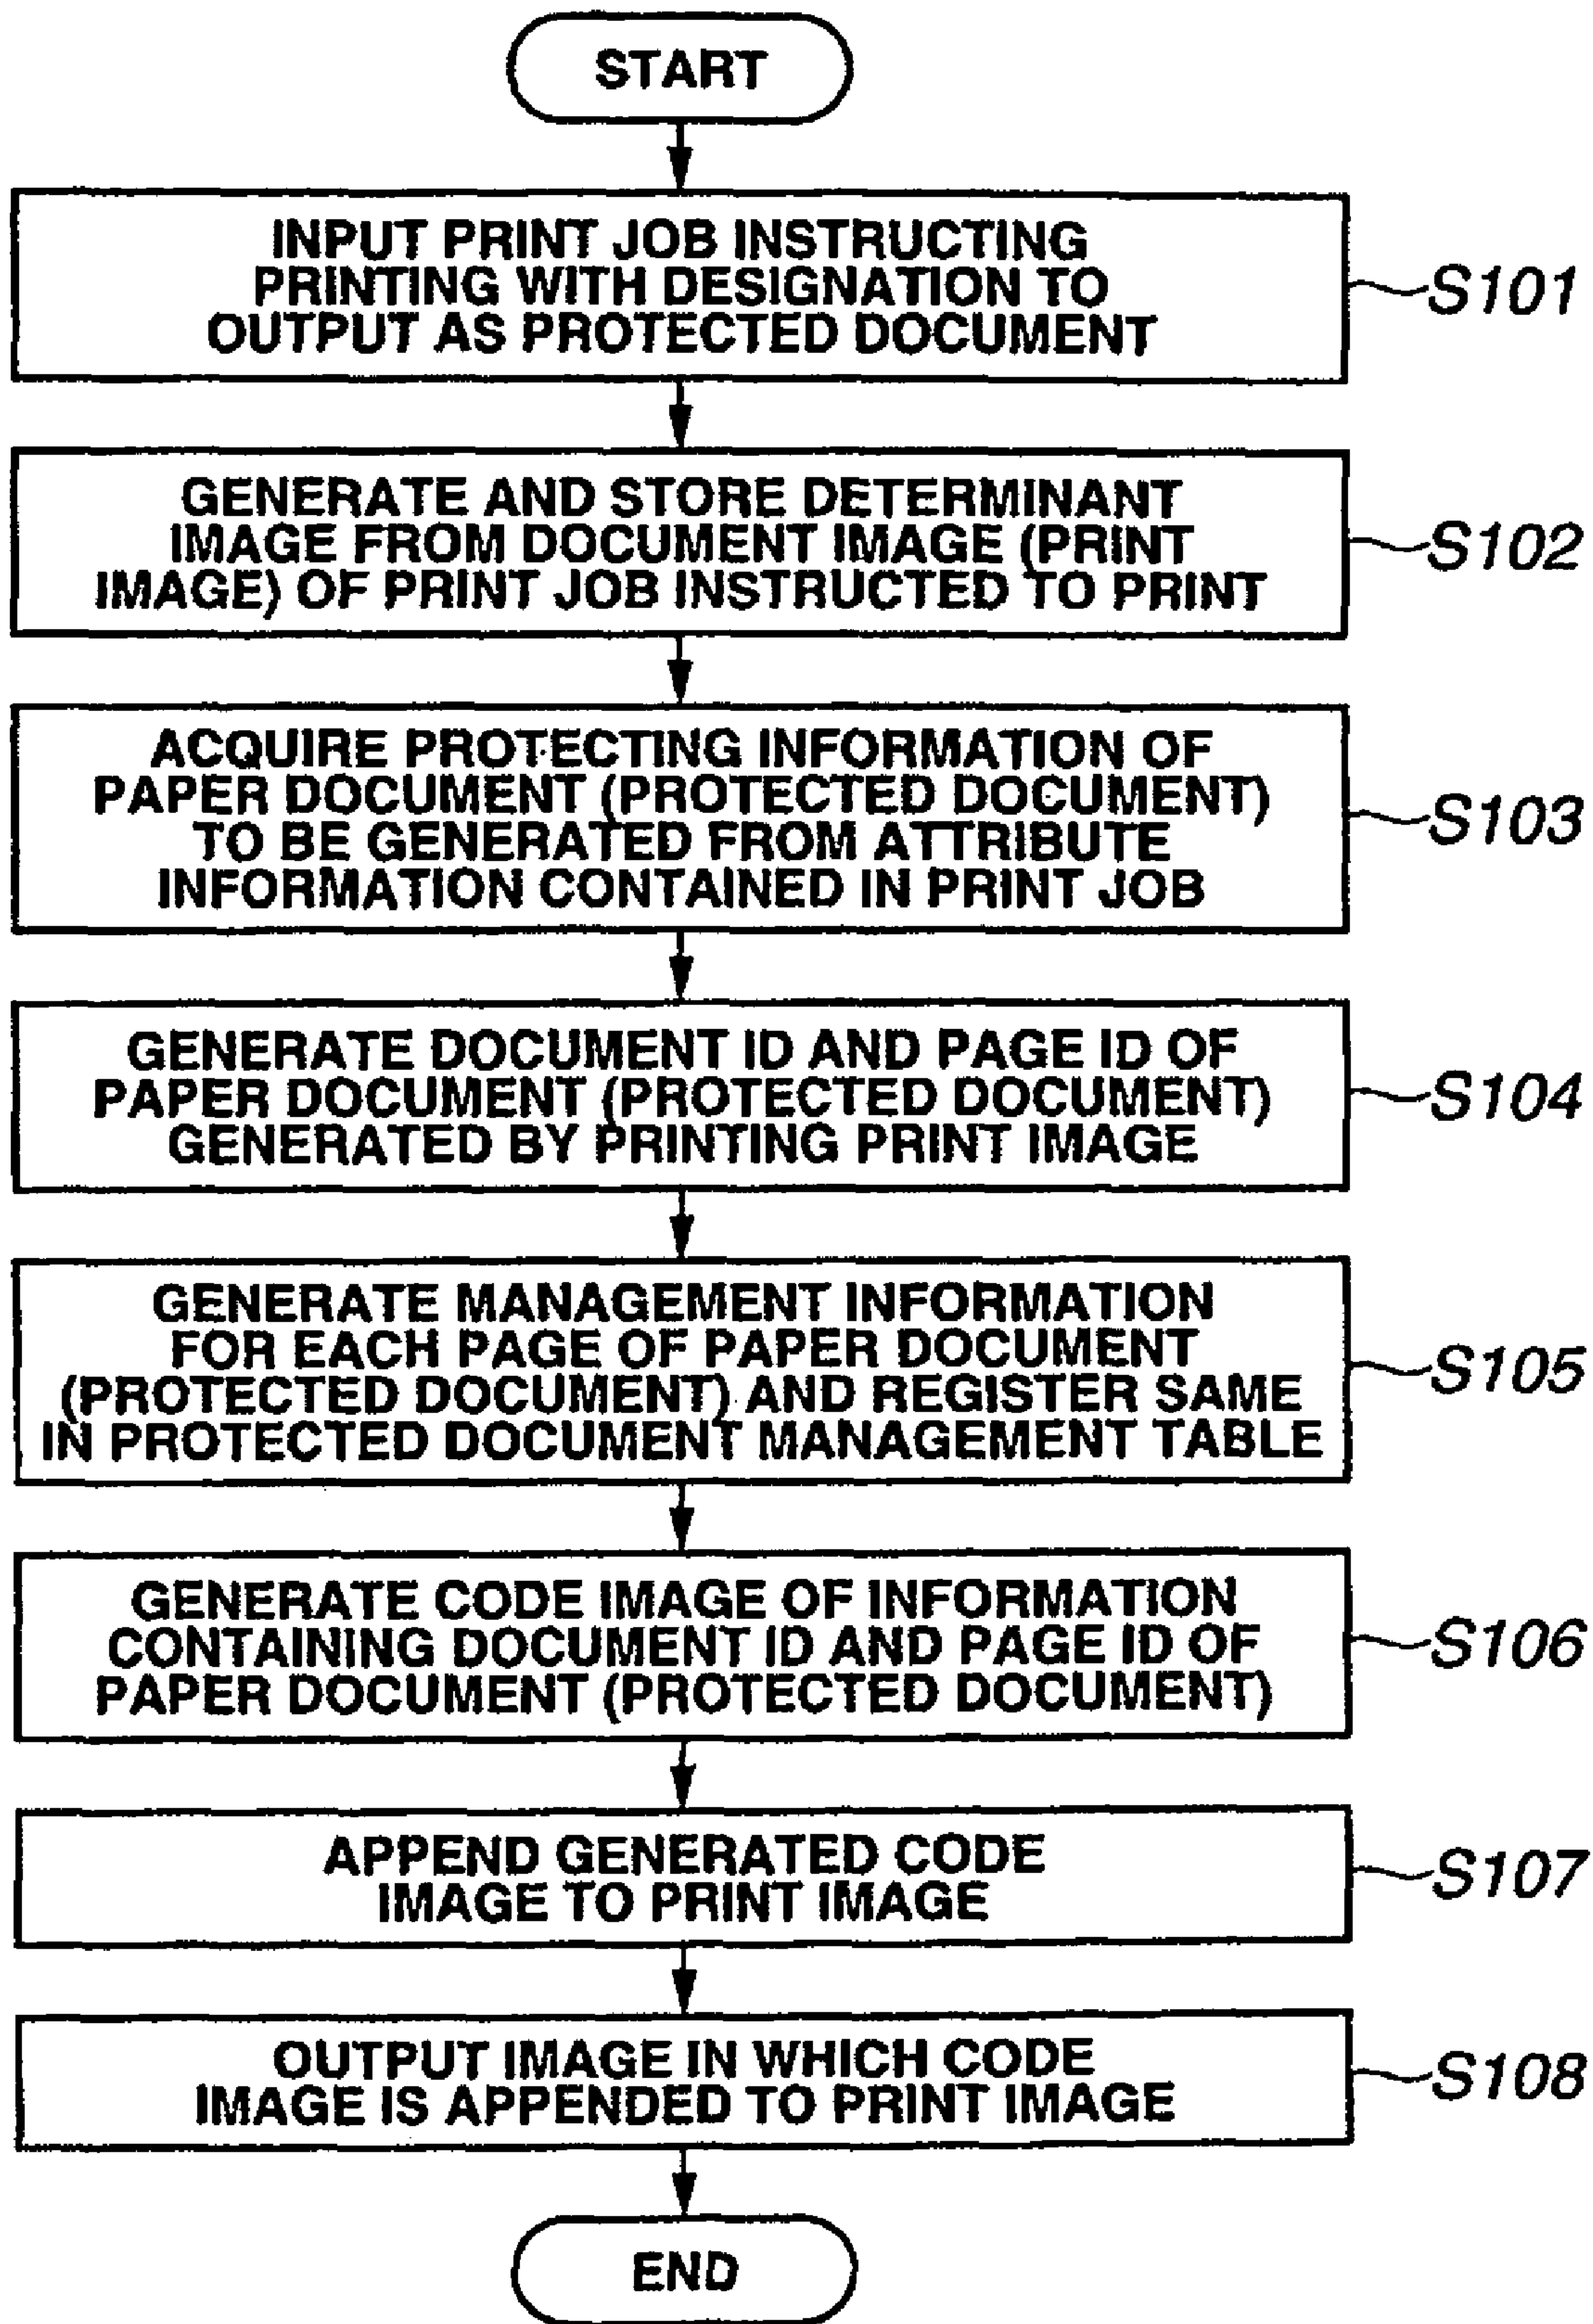 START
INPUT PRINT JOB INSTRUCTING
PRINTING WITH DESIGNATION TO
OUTPUT AS PROTECTED DOCUMENT
S101
GENERATE AND STORE DETERMINANT
IMAGE FROM DOCUMENT IMAGE (PRINT
IMAGE) OF PRINT JOB INSTRUCTED TO PRINT
S102
ACQUIRE PROTECTING INFORMATION OF
PAPER DOCUMENT (PROTECTED DOCUMENT)
TO BE GENERATED FROM ATTRIBUTE
INFORMATION CONTAINED IN PRINT JOB
S103
GENERATE DOCUMENT ID AND PAGE ID OF
PAPER DOCUMENT (PROTECTED DOCUMENT)
GENERATED BY PRINTING PRINT IMAGE
S104
GENERATE MANAGEMENT INFORMATION
FOR EACH PAGE OF PAPER DOCUMENT
(PROTECTED DOCUMENT) AND REGISTER SAME
IN PROTECTED DOCUMENT MANAGEMENT TABLE
S105
GENERATE CODE IMAGE OF INFORMATION
CONTAINING DOCUMENT ID AND PAGE ID OF
PAPER DOCUMENT (PROTECTED DOCUMENT)
S106
APPEND GENERATED CODE
IMAGE TO PRINT IMAGE
S107
OUTPUT IMAGE IN WHICH CODE
IMAGE IS APPENDED TO PRINT IMAGE
S108
END